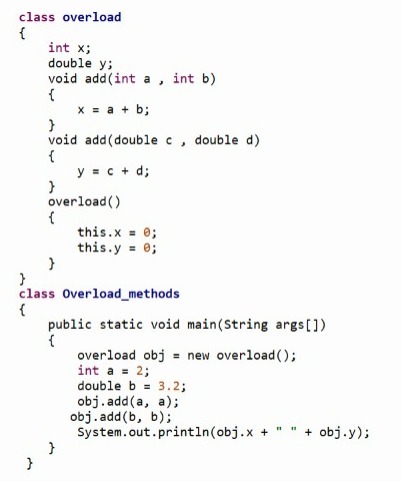 class overload
{
    int x;
    double y;
    void add(int a , int b)
    {
        x = a + b;
    }
    void add(double c , double d)
    {
        y = c + d;
    }
    overload()
    {
        this.x = 0;
        this.y = 0;
    }
}
class Overload_methods
{
    public static void main(String args[])
    {
        overload obj = new overload();
        int a = 2;
        double b = 3.2;
        obj.add(a, a);
       obj.add(b, b);
        System.out.println(obj.x + " " + obj.y);
    }
 }